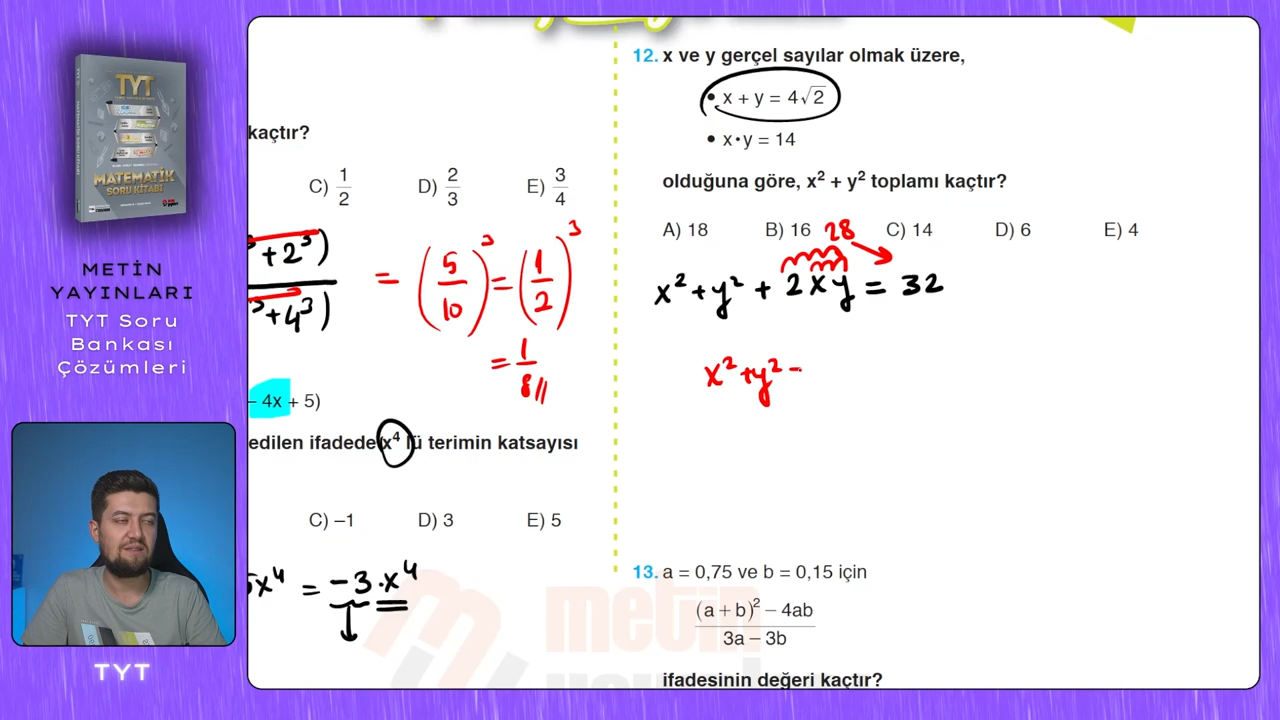 TYT
MATEMATİK
SORU KİTABI
METİN
YAYINLARI
TYT Soru
Bankası
Çözümleri
TYT
kaçtır?
C) 1/2 D) 2/3 E) 3/4
+2³)
+4³)
= (5/10)³ = (1/2)³
= 1/8
– 4x + 5)
edilen ifadede x⁴ lü terimin katsayısı
C) –1 D) 3 E) 5
x⁴ = -3·x⁴
12. x ve y gerçel sayılar olmak üzere,
• x + y = 4√2
• x·y = 14
olduğuna göre, x² + y² toplamı kaçtır?
A) 18 B) 16 C) 14 D) 6 E) 4
28
x² + y² + 2xy = 32
x² + y² -
13. a = 0,75 ve b = 0,15 için
(a + b)² – 4ab
3a – 3b
ifadesinin değeri kaçtır?
metin